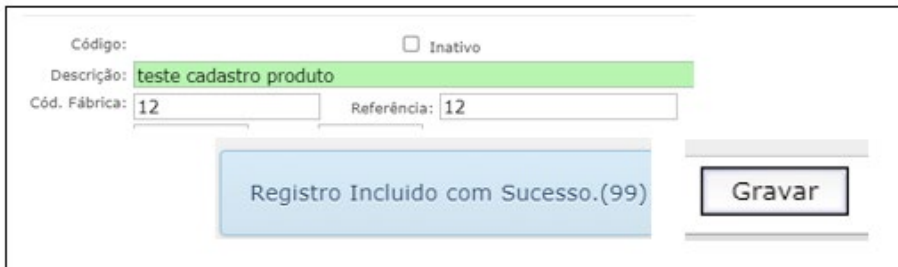 Código: Inativo
Descrição: teste cadastro produto
Cód. Fábrica: 12 Referência: 12
Registro Incluido com Sucesso.(99) Gravar